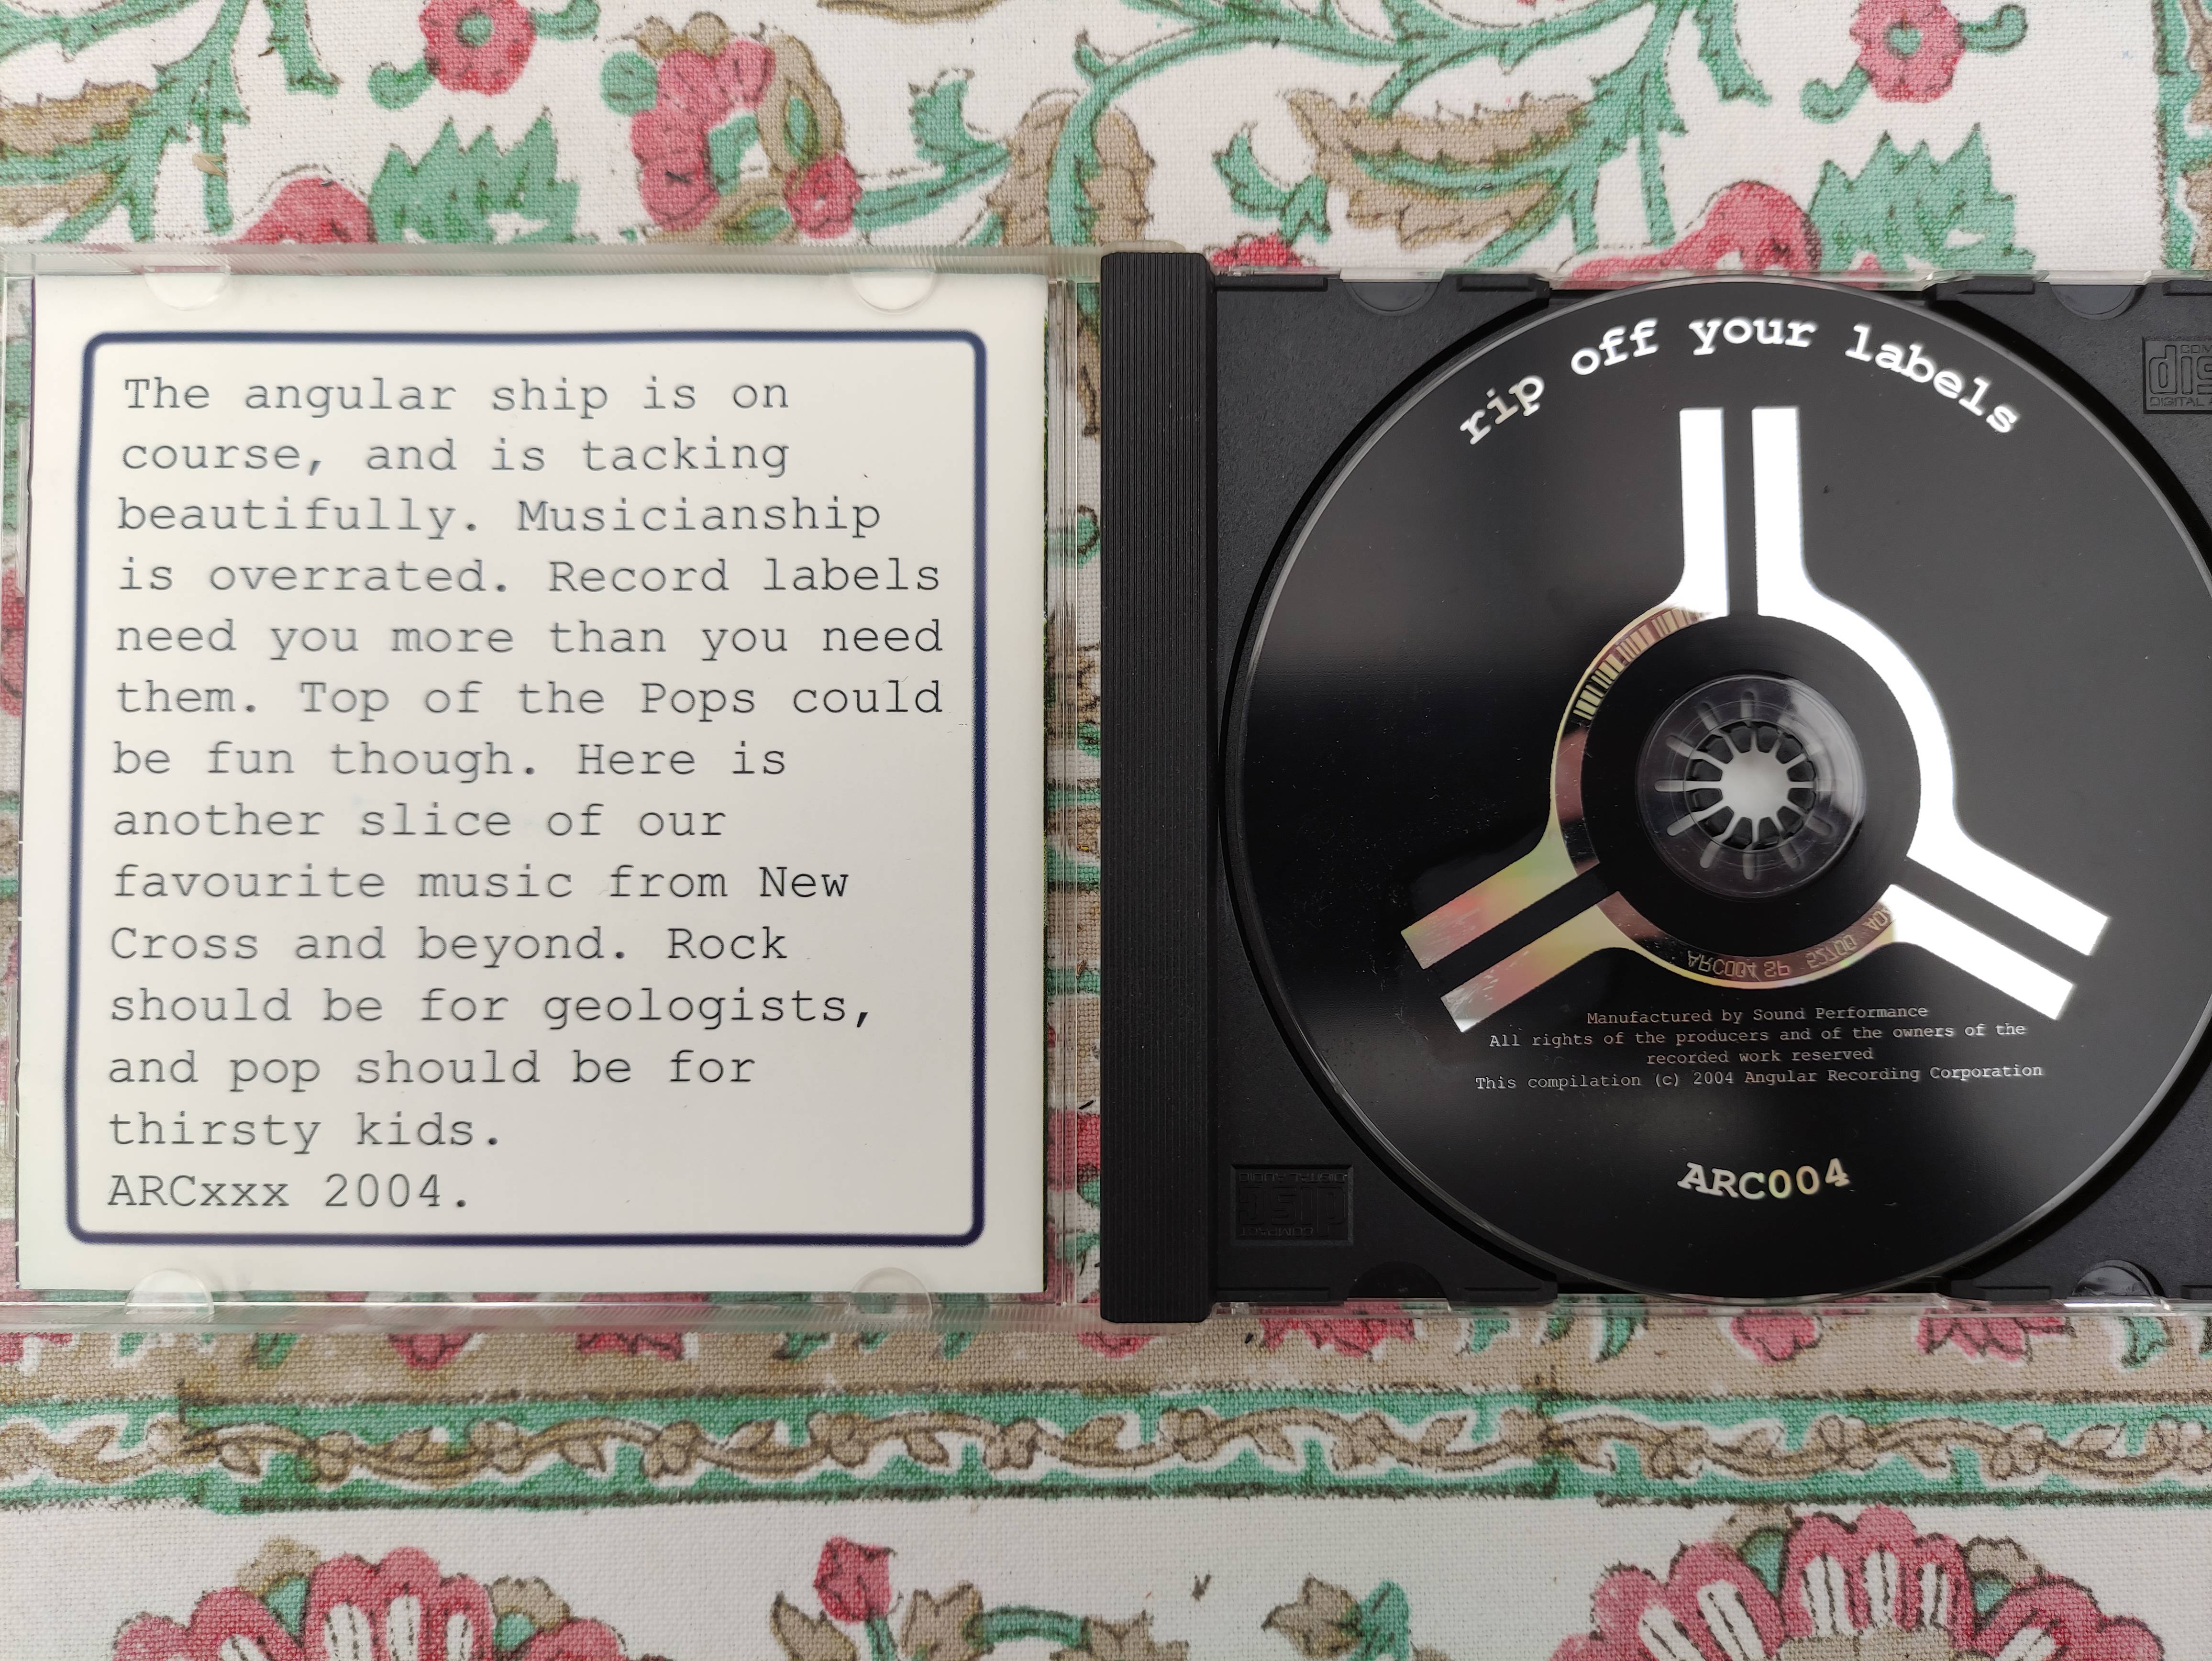 The angular ship is on
course, and is tacking
beautifully. Musicianship
is overrated. Record labels
need you more than you need
them. Top of the Pops could
be fun though. Here is
another slice of our
favourite music from New
Cross and beyond. Rock
should be for geologists,
and pop should be for
thirsty kids.
ARCxxx 2004.
rip off your labels
ARC004 SP 52700
Manufactured by Sound Performance
All rights of the producers and of the owners of the
recorded work reserved
This compilation (c) 2004 Angular Recording Corporation
ARC004